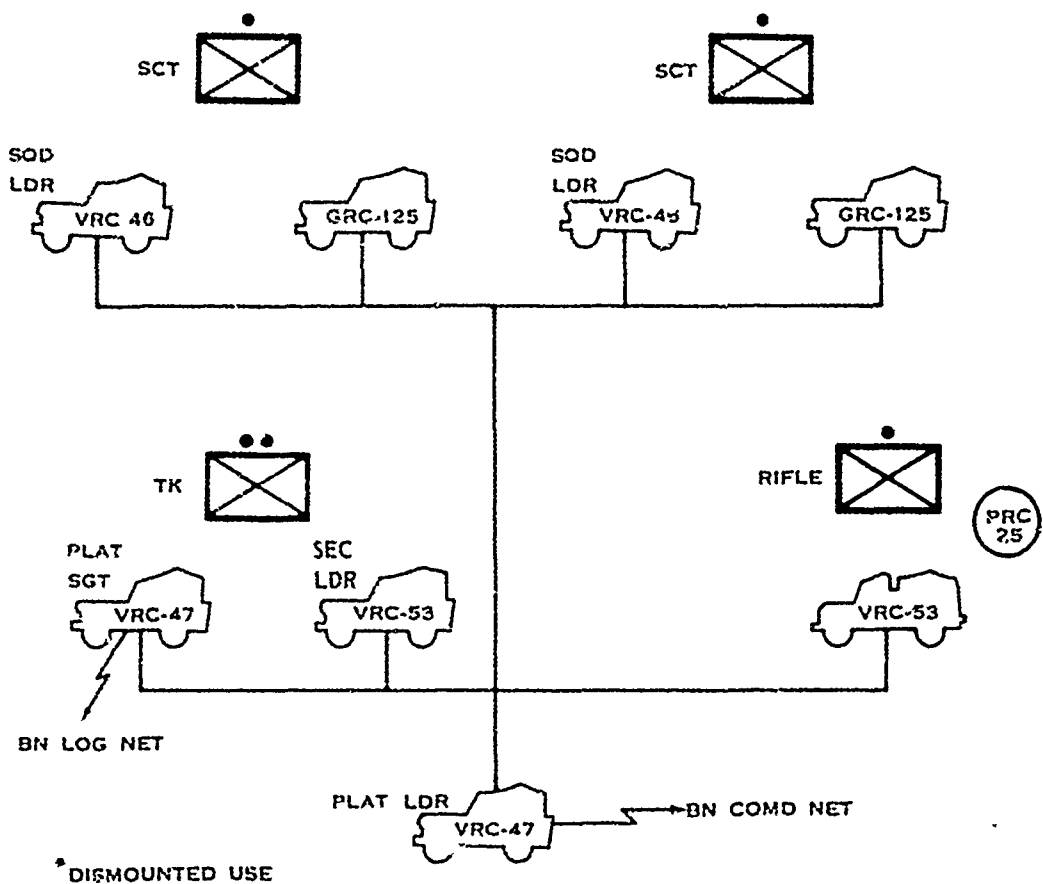 SCT
SCT
SQD
LDR
VRC 46
GRC-125
SQD
LDR
VRC-46
GRC-125
TK
RIFLE
PRC
25
PLAT
SGT
VRC-47
SEC
LDR
VRC-53
VRC-53
BN LOG NET
PLAT LDR
VRC-47
BN COMD NET
*DISMOUNTED USE